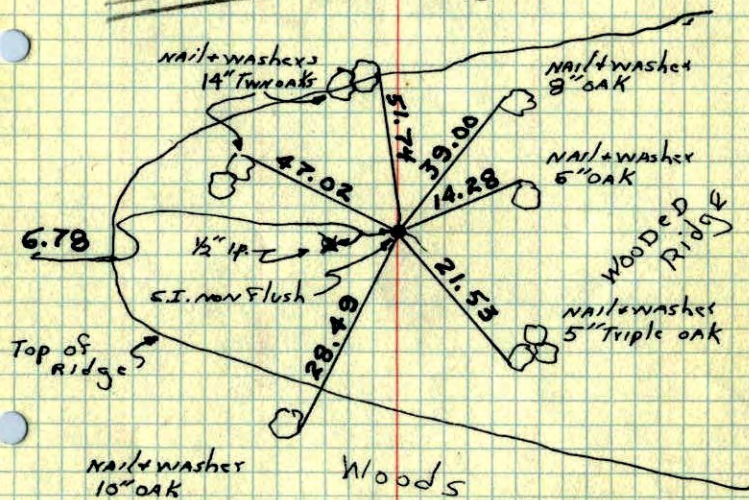 Nail + washers
14" Twin oaks
Nail + washer
8" oak
51.74
39.00
47.02
14.28
Nail + washer
6" oak
6.78
1/2" I.P.
WOODED
Ridge
S.I. Mon Flush
21.53
Nail + washer
5" Triple oak
Top of
Ridge
28.49
Nail + washer
10" oak
Woods